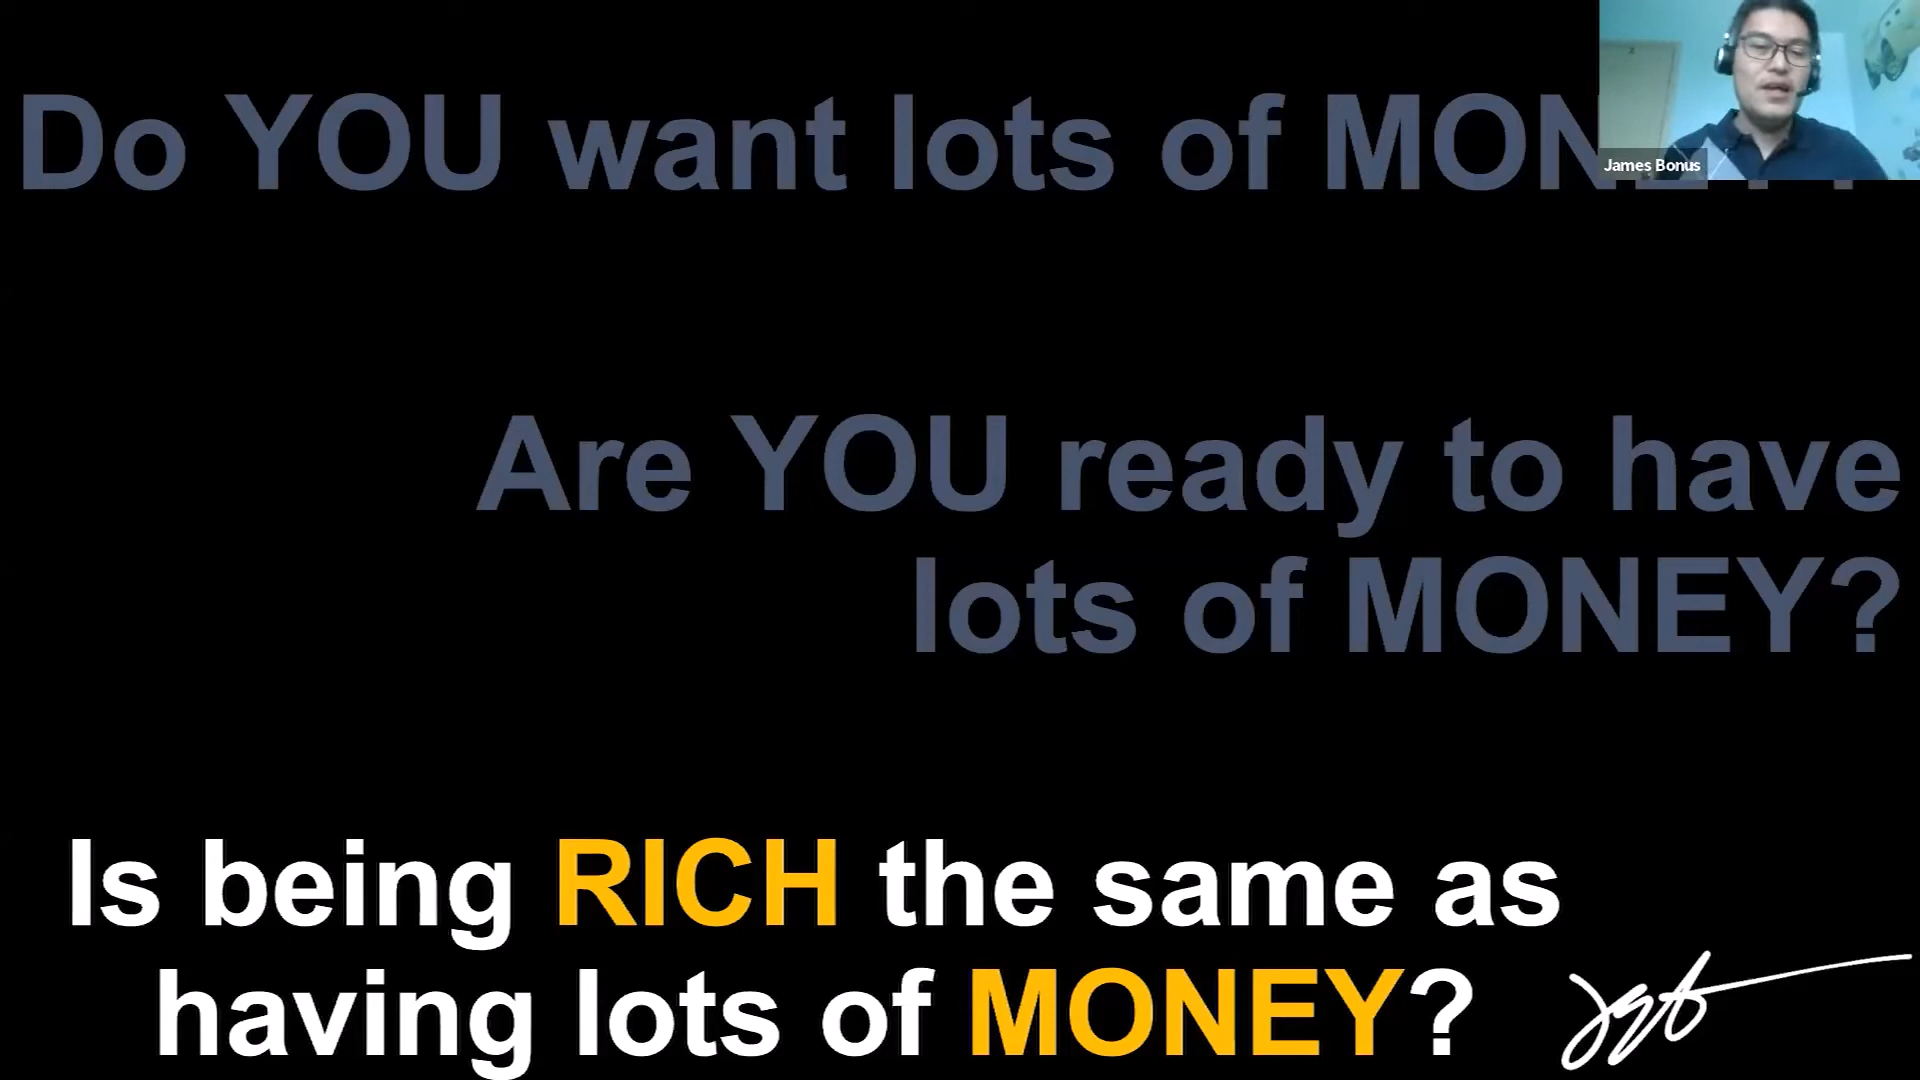 Do YOU want lots of MON
James Bonus
Are YOU ready to have
lots of MONEY?
Is being RICH the same as
having lots of MONEY?